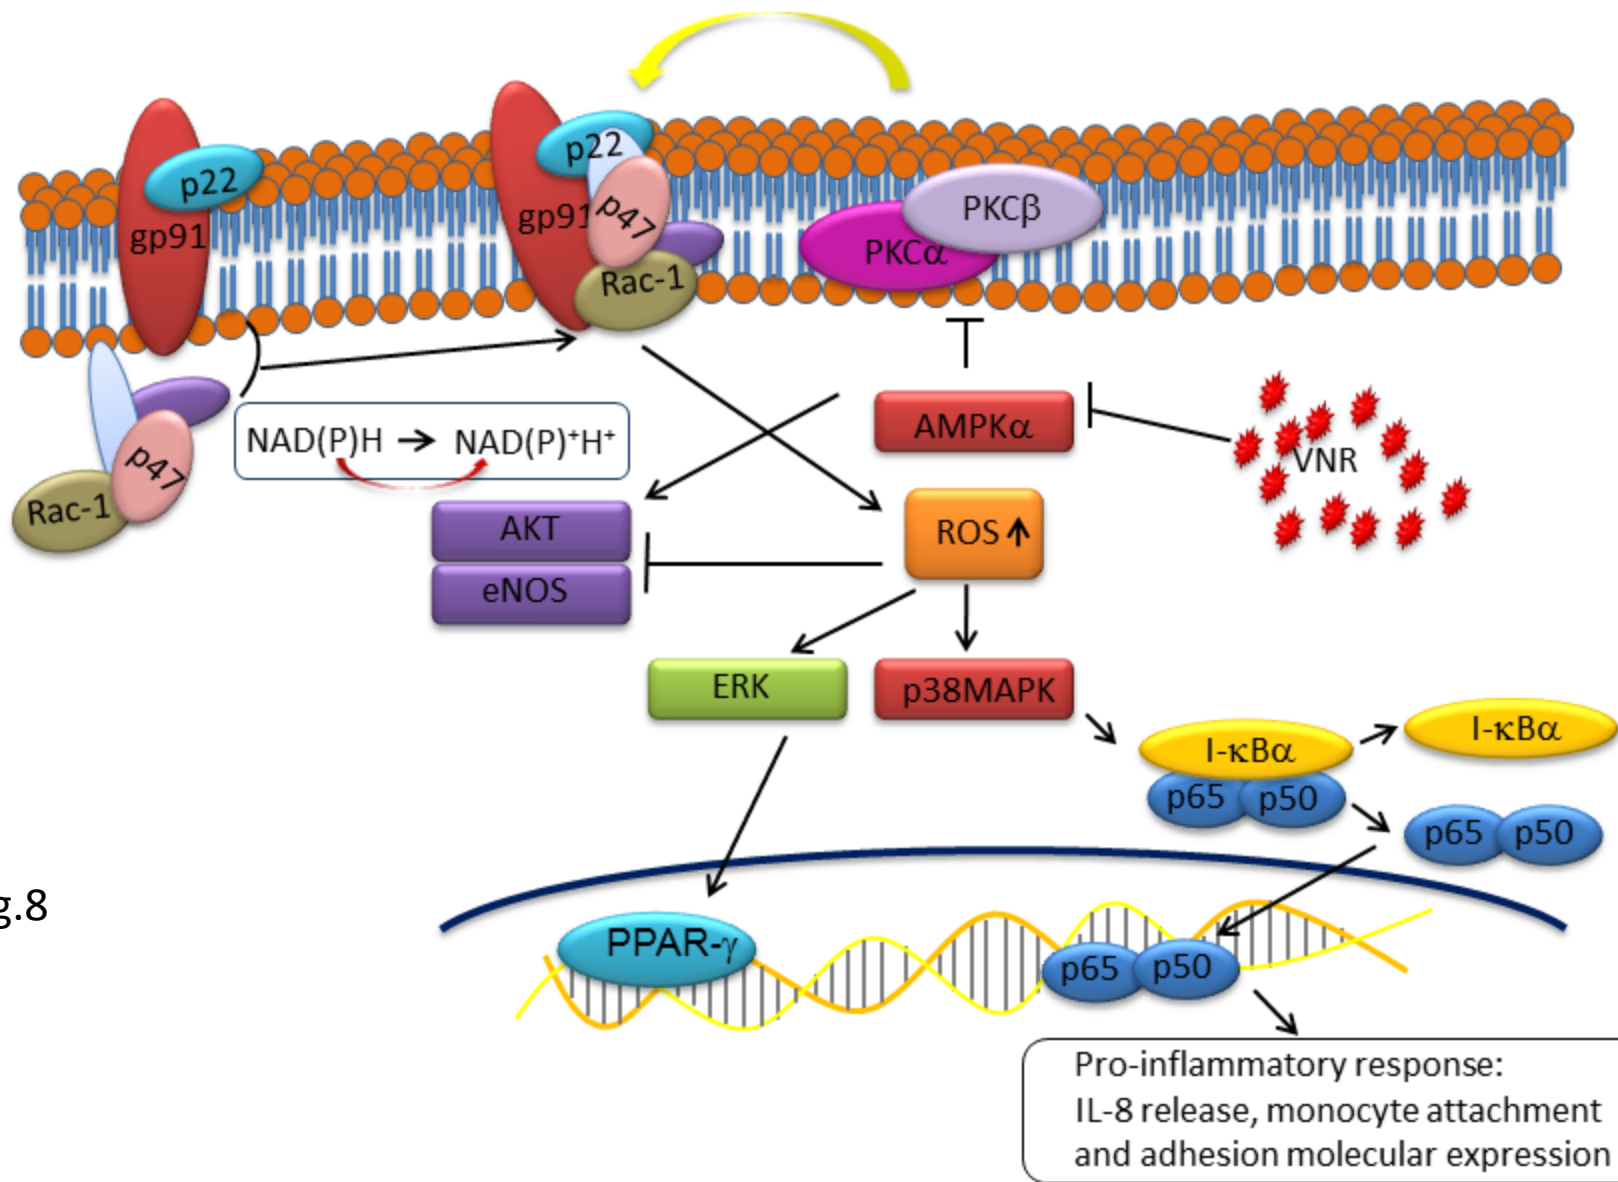 p22
gp91
p22
gp91
p47
Rac-1
PKCβ
PKCα
p47
Rac-1
NAD(P)H → NAD(P)⁺H⁺
AMPKα
VNR
AKT
eNOS
ROS ↑
ERK
p38MAPK
I-κBα
p65 p50
I-κBα
p65 p50
g.8
PPAR-γ
p65 p50
Pro-inflammatory response:
IL-8 release, monocyte attachment
and adhesion molecular expression